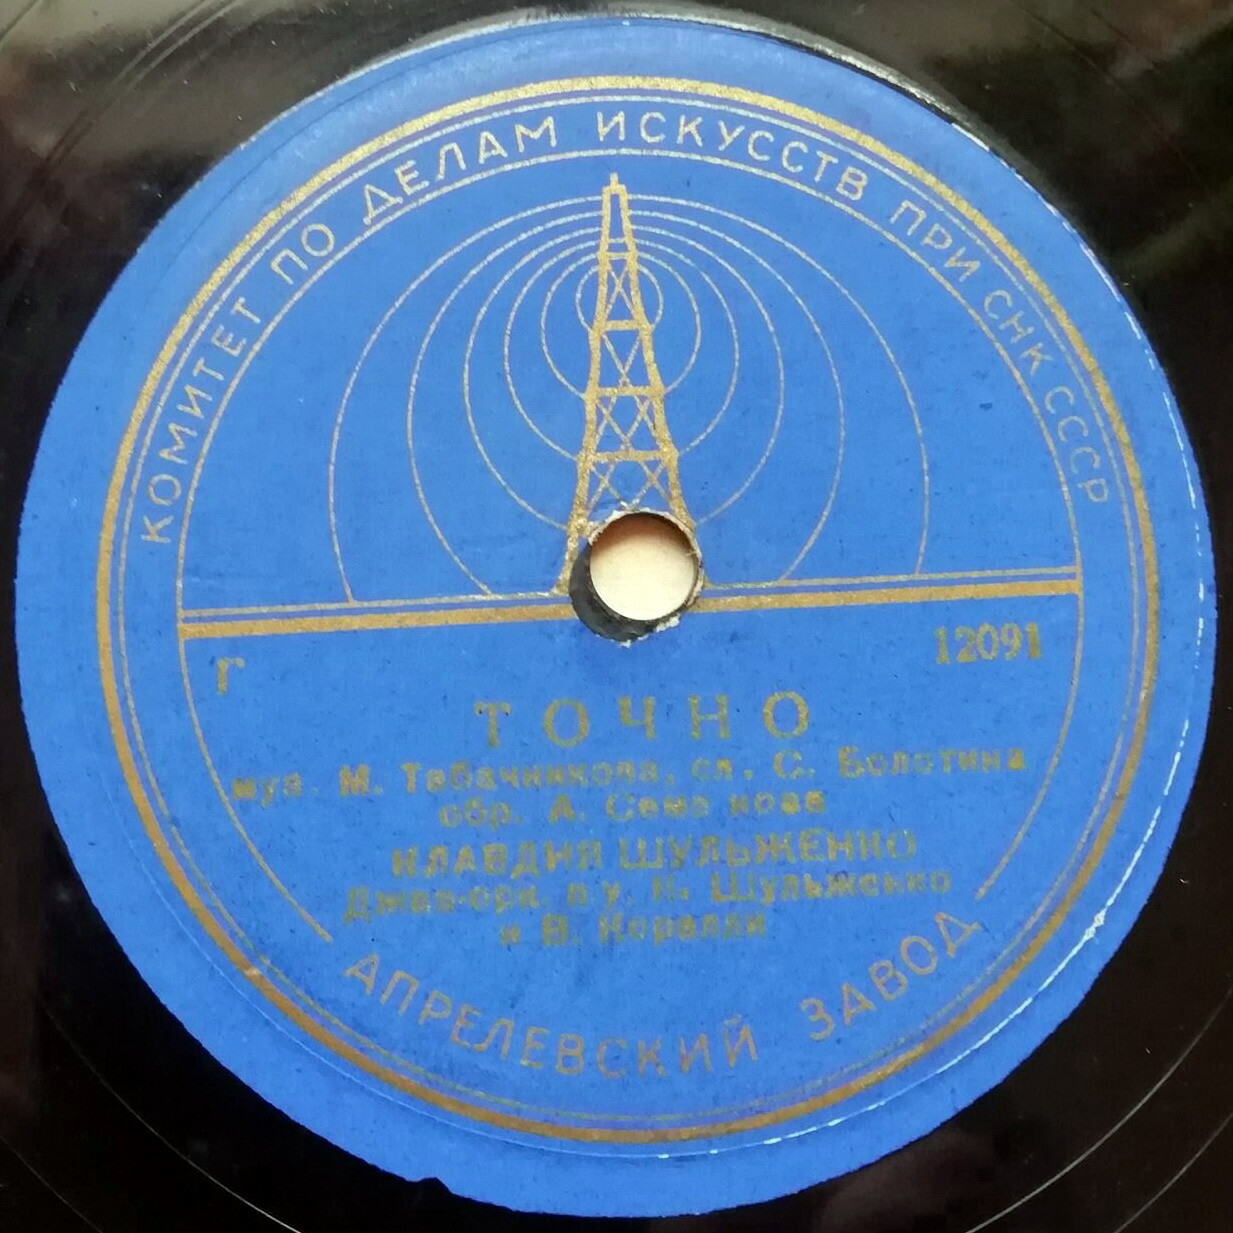 КОМИТЕТ ПО ДЕЛАМ ИСКУССТВ ПРИ СНК СССР
Г 12091
ТОЧНО
муз. М. Табачникова, сл. С. Болотина
обр. А.
КЛАВДИЯ ШУЛЬЖЕНКО
Джаз-орк. п/у. К. Шульженко
и В. Коралли
АПРЕЛЕВСКИЙ ЗАВОД